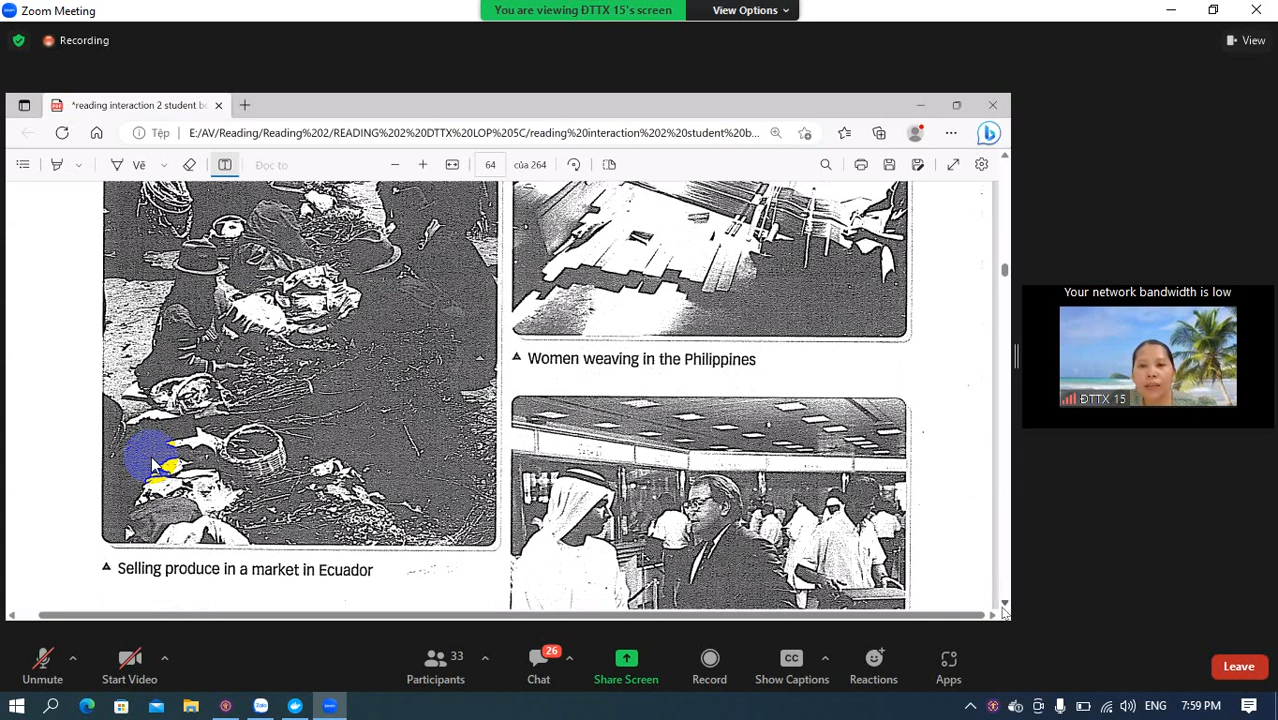 Zoom Meeting
You are viewing ĐTTX 15's screen
View Options
Recording
View
*reading interaction 2 student bo
Tệp
E:/AV/Reading/Reading%202/READING%202%20DTTX%20LOP%205C/reading%20interaction%202%20student%20b...
Vẽ
Đọc to
64
của 264
Your network bandwidth is low
ĐTTX 15
Women weaving in the Philippines
Selling produce in a market in Ecuador
Unmute
Start Video
33
Participants
26
Chat
Share Screen
Record
CC
Show Captions
Reactions
Apps
Leave
Zalo
ENG
7:59 PM